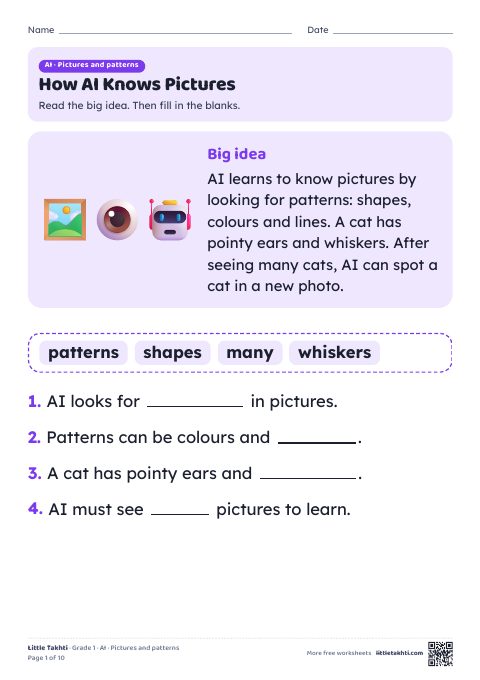 Name Date
AI · Pictures and patterns
How AI Knows Pictures
Read the big idea. Then fill in the blanks.
Big idea
AI learns to know pictures by
looking for patterns: shapes,
colours and lines. A cat has
pointy ears and whiskers. After
seeing many cats, AI can spot a
cat in a new photo.
patterns shapes many whiskers
1. AI looks for __________ in pictures.
2. Patterns can be colours and ________.
3. A cat has pointy ears and __________.
4. AI must see ______ pictures to learn.
Little Takhti · Grade 1 · AI · Pictures and patterns
Page 1 of 10
More free worksheets littletakhti.com